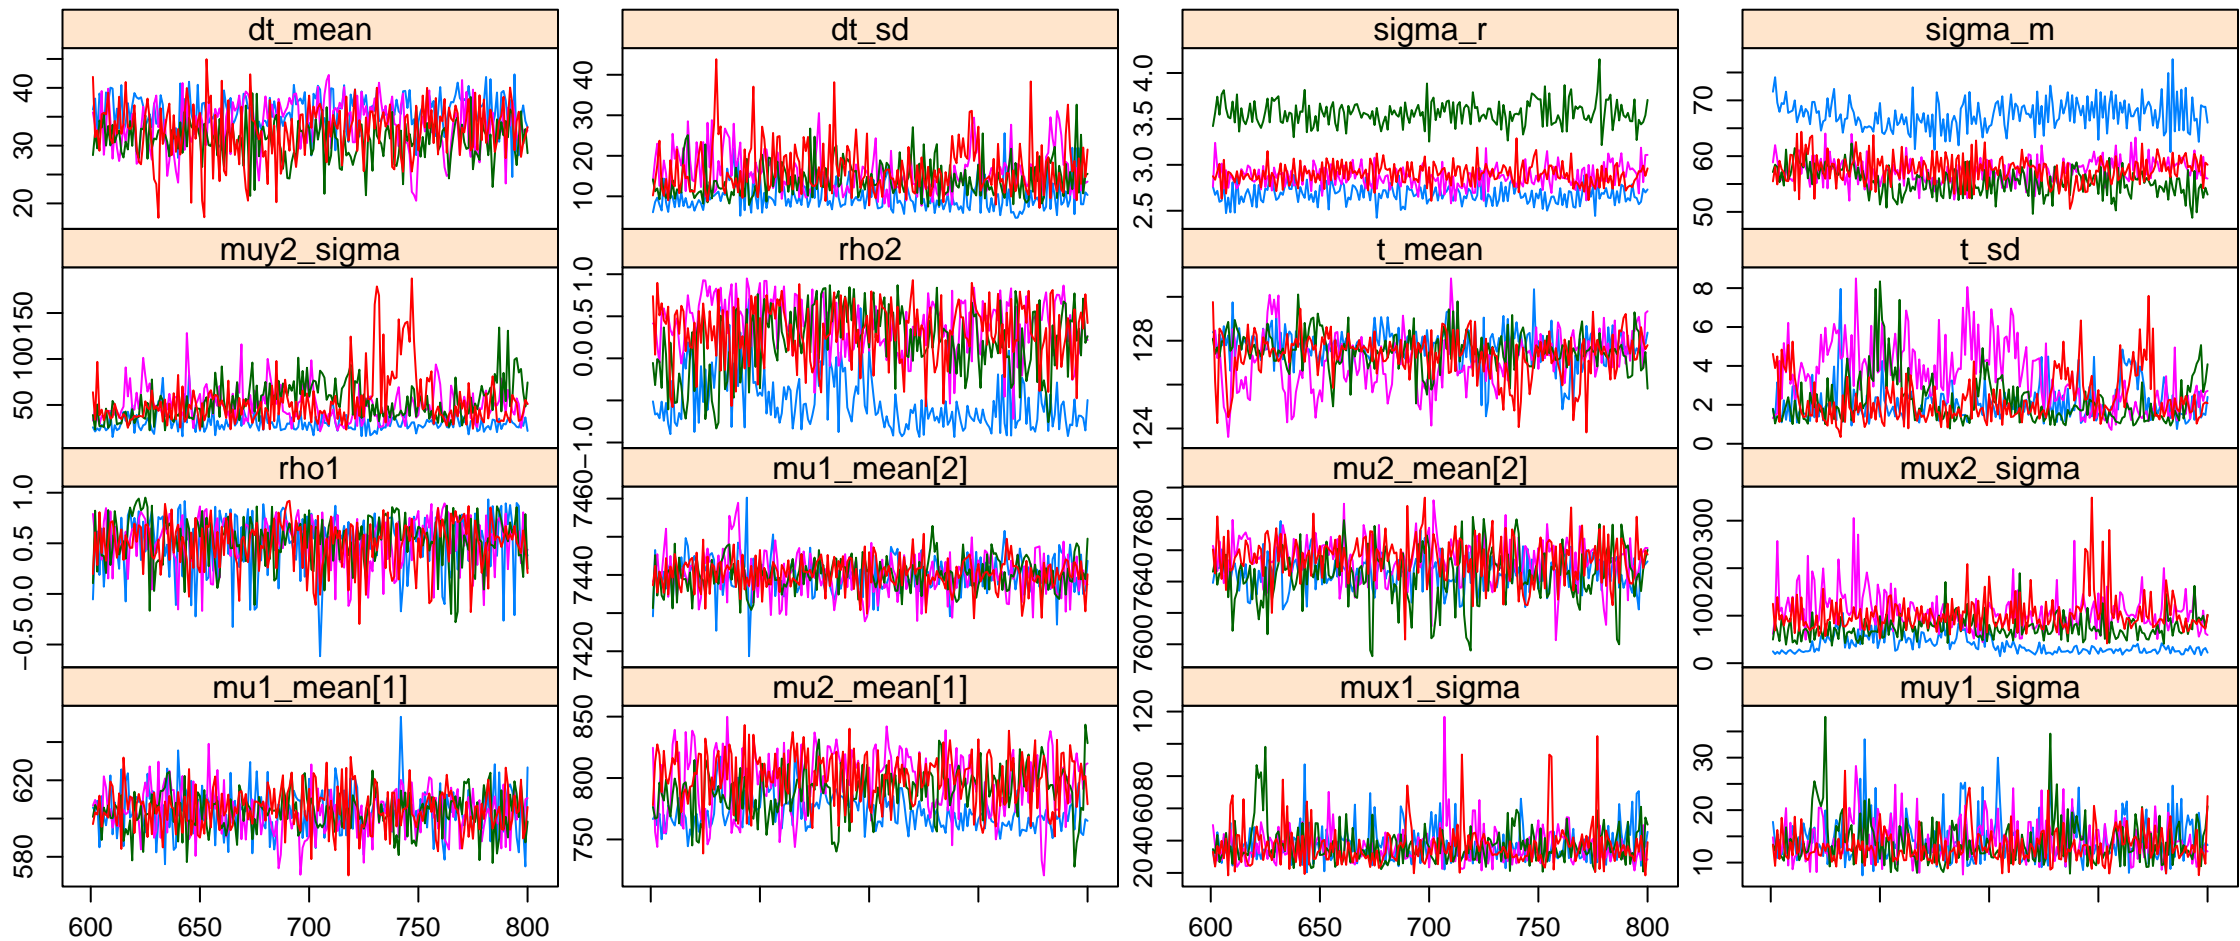 dt_mean dt_sd sigma_r sigma_m
20 30 40
10 20 30 40
2.5 3.0 3.5 4.0
50 60 70
muy2_sigma rho2 t_mean t_sd
50 100 150
−1.0 0.0 0.5 1.0
124 128
0 2 4 6 8
rho1 mu1_mean[2] mu2_mean[2] mux2_sigma
−0.5 0.0 0.5 1.0
7420 7440 7460
7600 7640 7680
0 100 200 300
mu1_mean[1] mu2_mean[1] mux1_sigma muy1_sigma
580 620
750 800 850
20 40 60 80 120
10 20 30
600 650 700 750 800
600 650 700 750 800